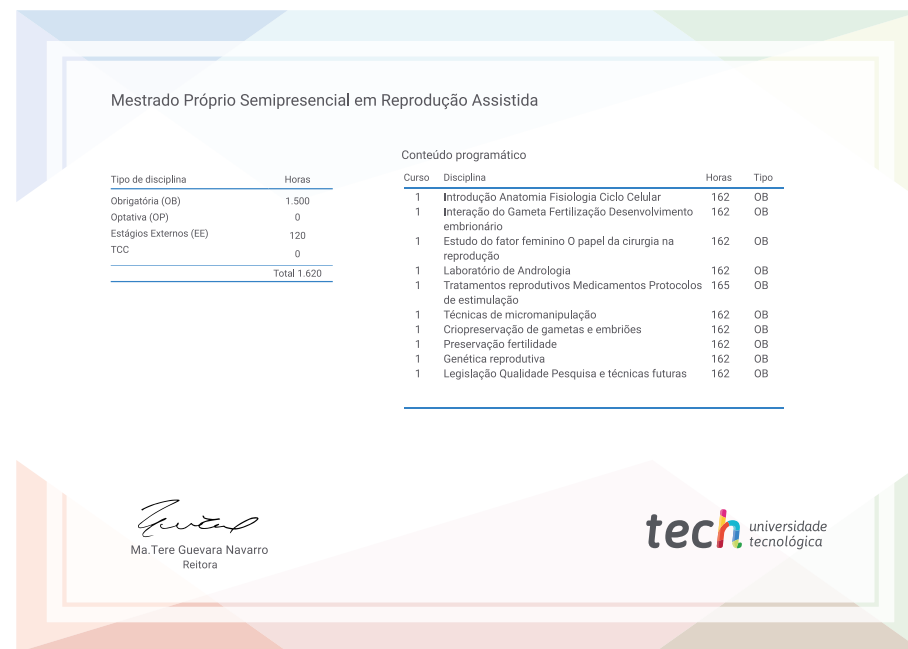 Mestrado Próprio Semipresencial em Reprodução Assistida
Tipo de disciplina Horas
Obrigatória (OB) 1.500
Optativa (OP) 0
Estágios Externos (EE) 120
TCC 0
Total 1.620
Conteúdo programático
Curso Disciplina Horas Tipo
1 Introdução Anatomia Fisiologia Ciclo Celular 162 OB
1 Interação do Gameta Fertilização Desenvolvimento 162 OB
embrionário
1 Estudo do fator feminino O papel da cirurgia na 162 OB
reprodução
1 Laboratório de Andrologia 162 OB
1 Tratamentos reprodutivos Medicamentos Protocolos 165 OB
de estimulação
1 Técnicas de micromanipulação 162 OB
1 Criopreservação de gametas e embriões 162 OB
1 Preservação fertilidade 162 OB
1 Genética reprodutiva 162 OB
1 Legislação Qualidade Pesquisa e técnicas futuras 162 OB
Ma.Tere Guevara Navarro
Reitora
tech universidade
tecnológica